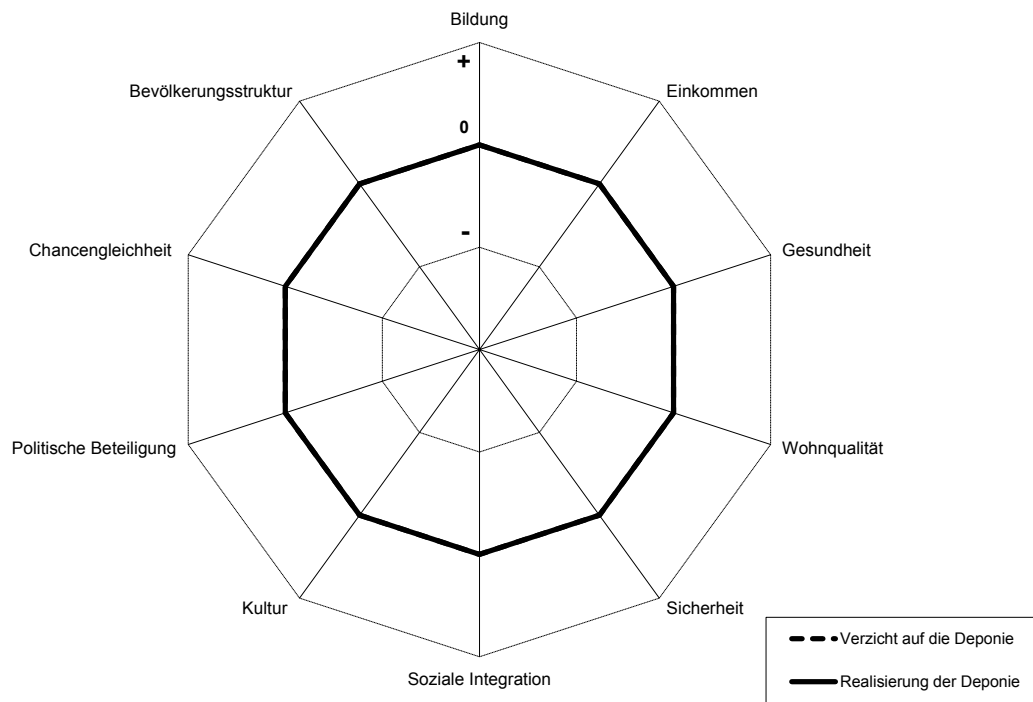 Bildung
+
Bevölkerungsstruktur
Einkommen
0
Chancengleichheit
-
Gesundheit
Politische Beteiligung
Wohnqualität
Kultur
Sicherheit
Soziale Integration
Verzicht auf die Deponie
Realisierung der Deponie